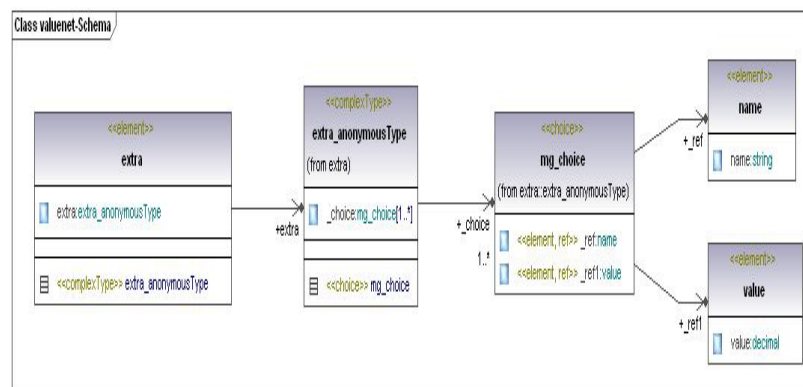 Class valuenet-Schema
<<element>>
extra
extra:extra_anonymousType
<<complexType>> extra_anonymousType
+extra
<<complexType>>
extra_anonymousType
(from extra)
_choice:mg_choice[1..*]
<<choice>> mg_choice
+_choice
1..*
<<choice>>
mg_choice
(from extra::extra_anonymousType)
<<element, ref>> _ref:name
<<element, ref>> _ref1:value
+_ref
<<element>>
name
name:string
+_ref1
<<element>>
value
value:decimal